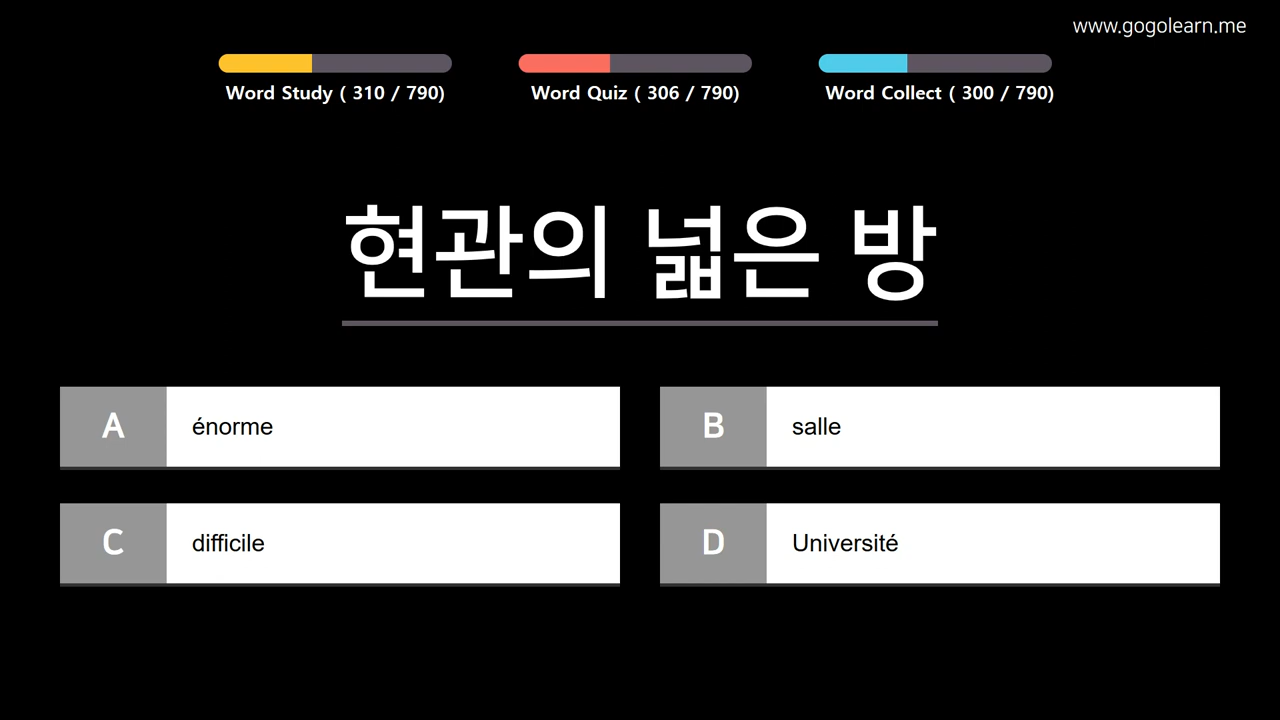 www.gogolearn.me
Word Study ( 310 / 790)
Word Quiz ( 306 / 790)
Word Collect ( 300 / 790)
현관의 넓은 방
A énorme
B salle
C difficile
D Université